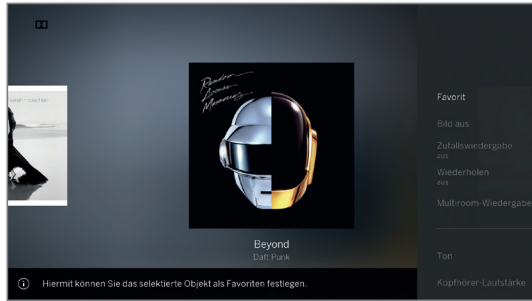 Random
Access
Memories
Beyond
Daft Punk
Hiermit können Sie das selektierte Objekt als Favoriten festlegen.
Favorit
Bild aus
Zufallswiedergabe
aus
Wiederholen
aus
Multiroom-Wiedergabe
Ton
Kopfhörer-Lautstärke